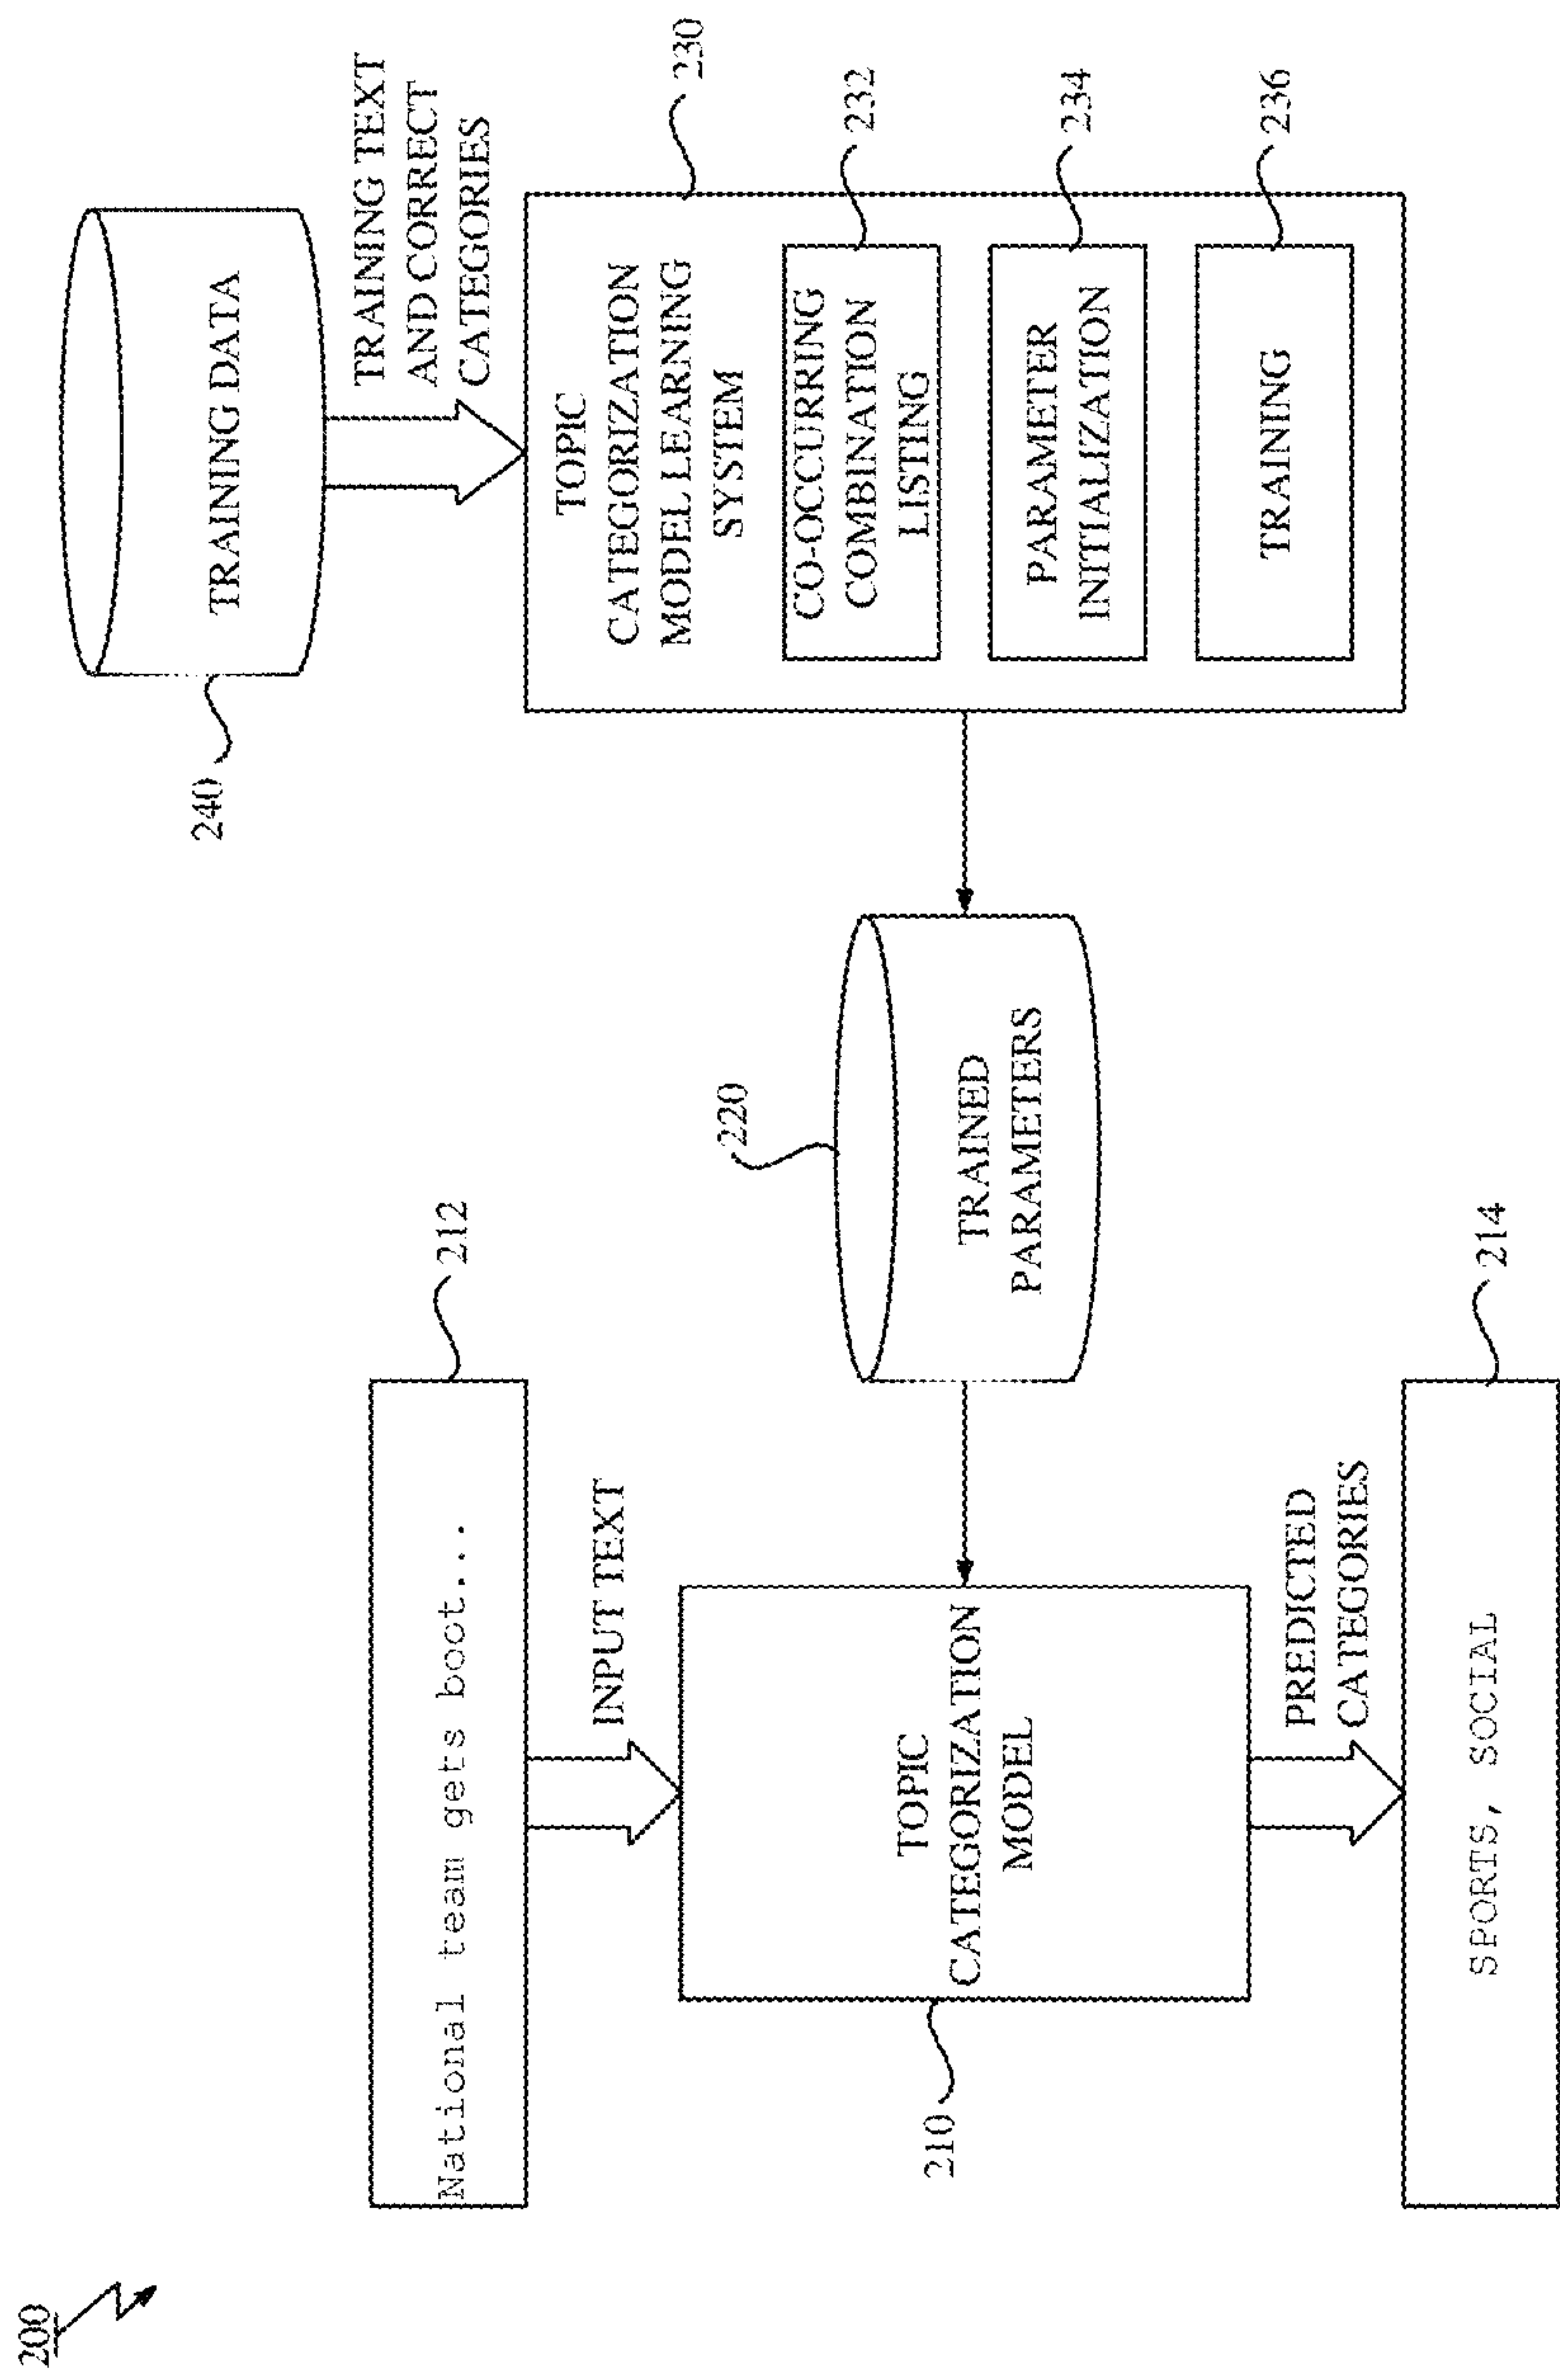 200
National team gets boot...
212
INPUT TEXT
TOPIC
CATEGORIZATION
MODEL
210
PREDICTED
CATEGORIES
SPORTS, SOCIAL
214
220
TRAINED
PARAMETERS
240
TRAINING DATA
TRAINING TEXT
AND CORRECT
CATEGORIES
230
TOPIC
CATEGORIZATION
MODEL LEARNING
SYSTEM
CO-OCCURRING
COMBINATION
LISTING
232
PARAMETER
INITIALIZATION
234
TRAINING
236